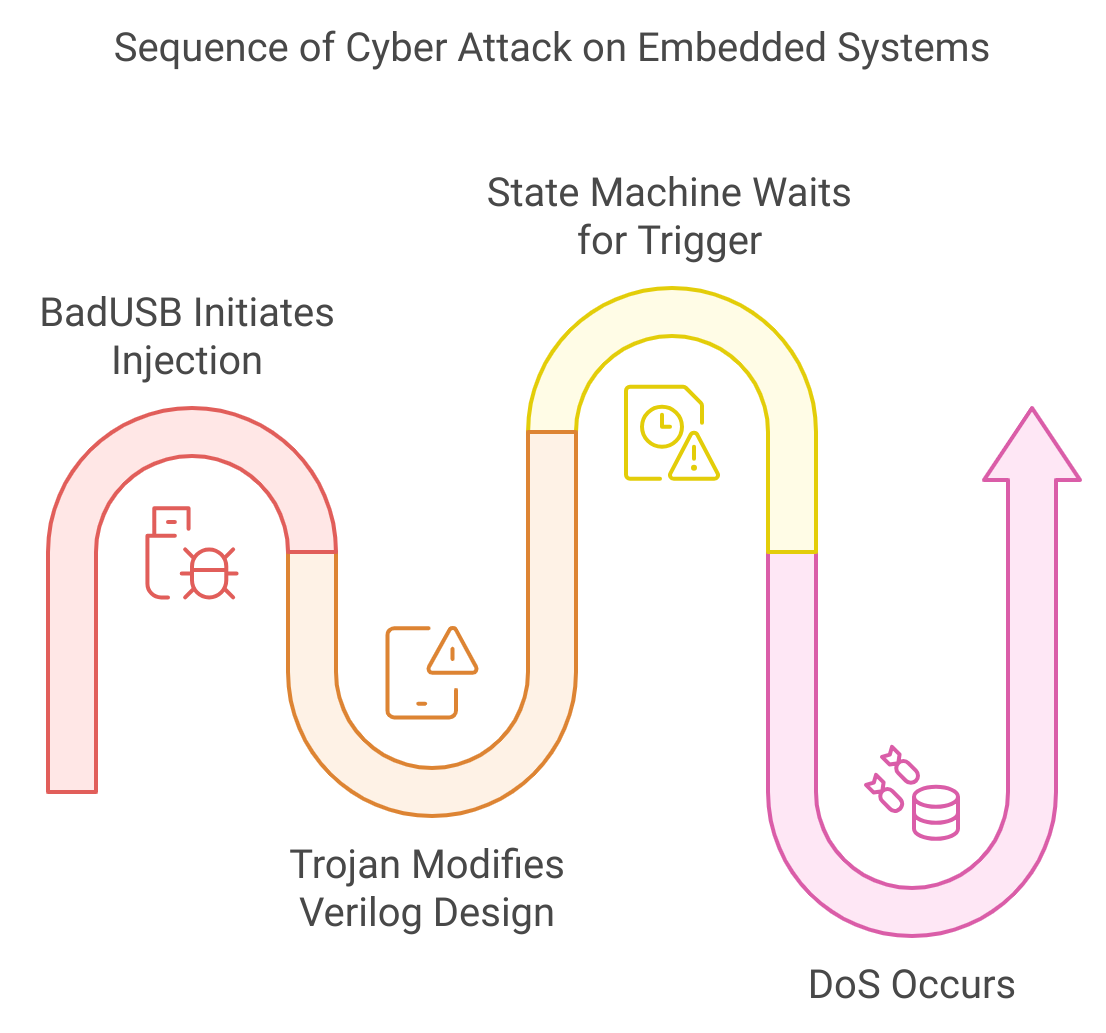 Sequence of Cyber Attack on Embedded Systems
State Machine Waits
for Trigger
BadUSB Initiates
Injection
Trojan Modifies
Verilog Design
DoS Occurs